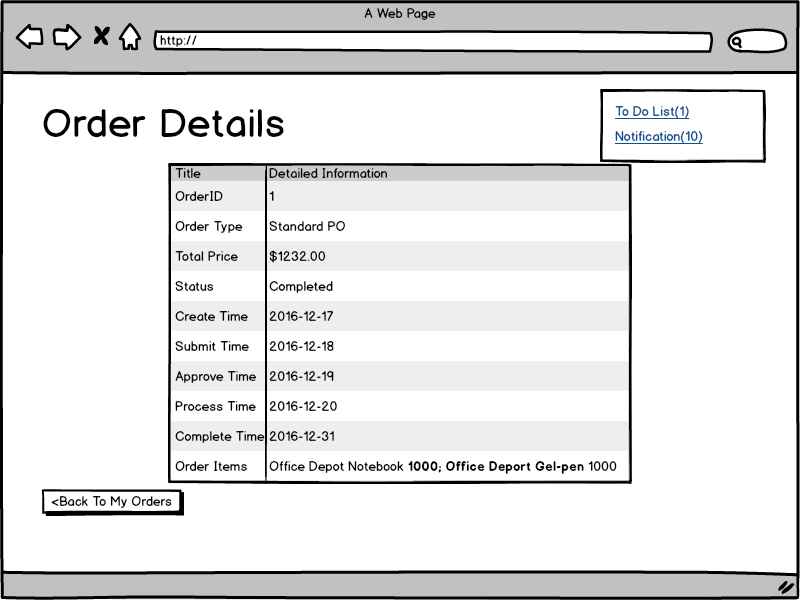 A Web Page
http://
Order Details
To Do List(1)
Notification(10)
Title Detailed Information
OrderID 1
Order Type Standard PO
Total Price $1232.00
Status Completed
Create Time 2016-12-17
Submit Time 2016-12-18
Approve Time 2016-12-19
Process Time 2016-12-20
Complete Time 2016-12-31
Order Items Office Depot Notebook 1000; Office Deport Gel-pen 1000
<Back To My Orders